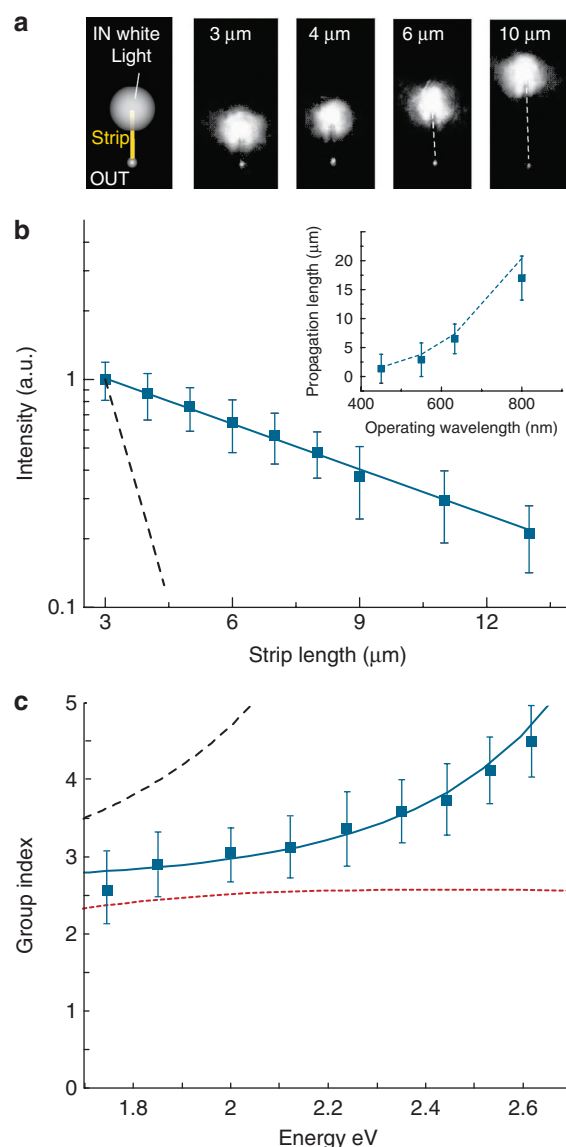 a
IN white
Light
Strip
OUT
3 μm
4 μm
6 μm
10 μm
b
Intensity (a.u.)
1
0.1
3
6
9
12
Strip length (μm)
Propagation length (μm)
20
15
10
5
0
400
600
800
Operating wavelength (nm)
c
Group index
5
4
3
2
1
0
1.8
2
2.2
2.4
2.6
Energy eV